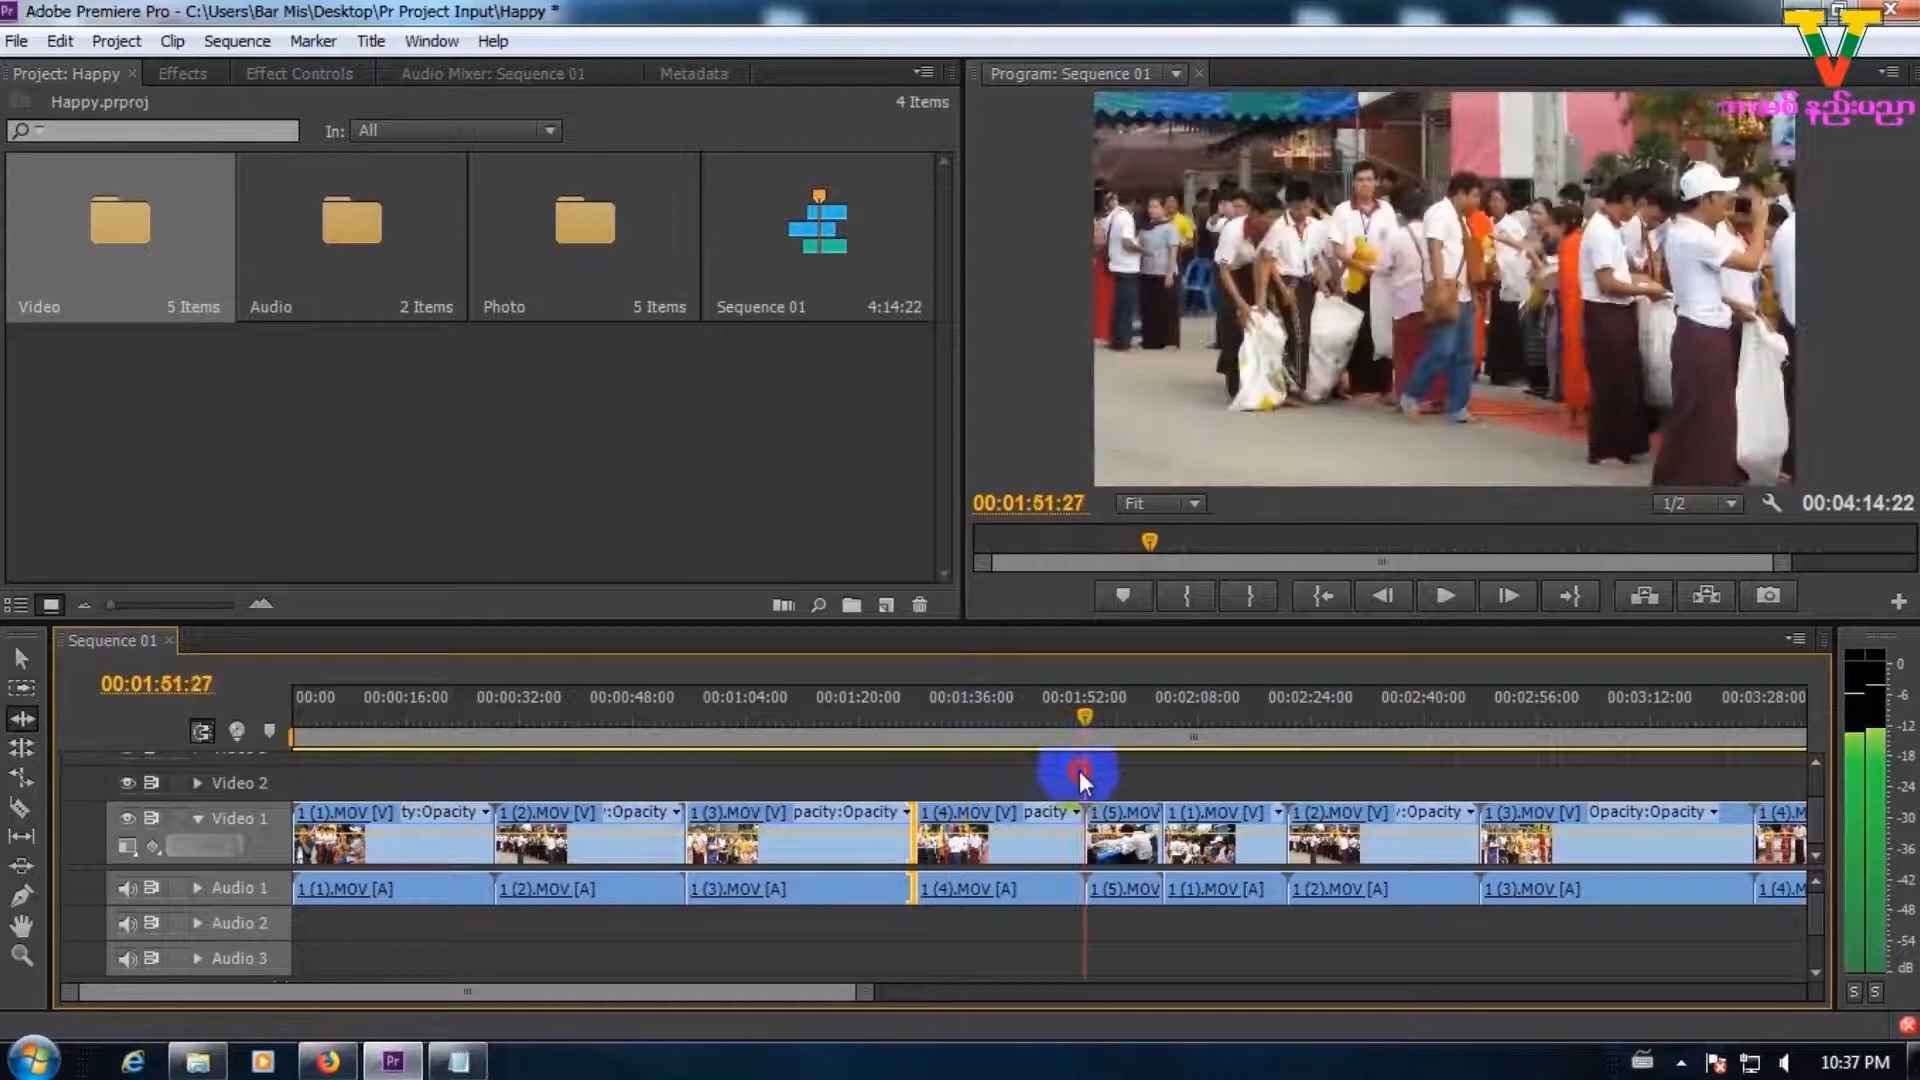 Adobe Premiere Pro - C:\Users\Bar Mis\Desktop\Pr Project Input\Happy *
File Edit Project Clip Sequence Marker Title Window Help
Project: Happy Effects Effect Controls Audio Mixer: Sequence 01 Metadata
Program: Sequence 01
Happy.prproj 4 Items
နည်းပညာ
In: All
Video 5 Items Audio 2 Items Photo 5 Items Sequence 01 4:14:22
00:01:51:27 Fit 1/2 00:04:14:22
Sequence 01
00:01:51:27
00:00 00:00:16:00 00:00:32:00 00:00:48:00 00:01:04:00 00:01:20:00 00:01:36:00 00:01:52:00 00:02:08:00 00:02:24:00 00:02:40:00 00:02:56:00 00:03:12:00 00:03:28:00
Video 2
Video 1 1 (1).MOV [V] ty:Opacity 1 (2).MOV [V] :Opacity 1 (3).MOV [V] pacity:Opacity 1 (4).MOV [V] pacity 1 (5).MOV 1 (1).MOV [V] 1 (2).MOV [V] /:Opacity 1 (3).MOV [V] Opacity:Opacity 1 (4).M
Audio 1 1 (1).MOV [A] 1 (2).MOV [A] 1 (3).MOV [A] 1 (4).MOV [A] 1 (5).MOV 1 (1).MOV [A] 1 (2).MOV [A] 1 (3).MOV [A] 1 (4).M
Audio 2
Audio 3
0
-6
-12
-18
-24
-30
-36
-42
-48
-54
dB
S S
Pr
10:37 PM